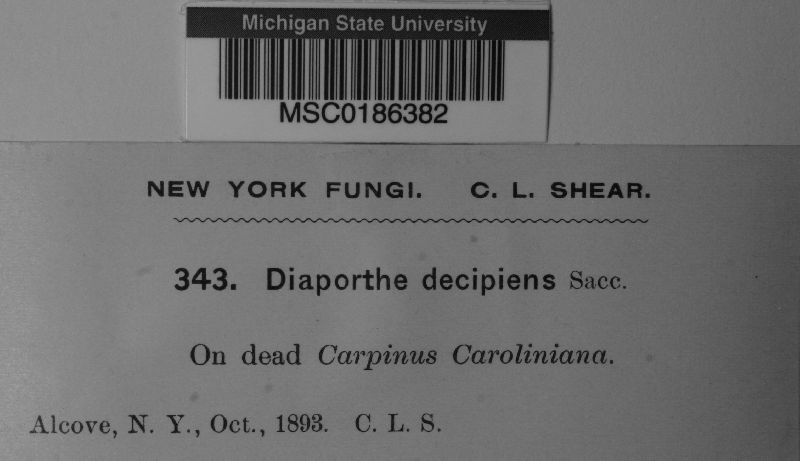 Michigan State University
MSC0186382
NEW YORK FUNGI. C. L. SHEAR.
343. Diaporthe decipiens Sacc.
On dead Carpinus Caroliniana.
Alcove, N. Y., Oct., 1893. C. L. S.